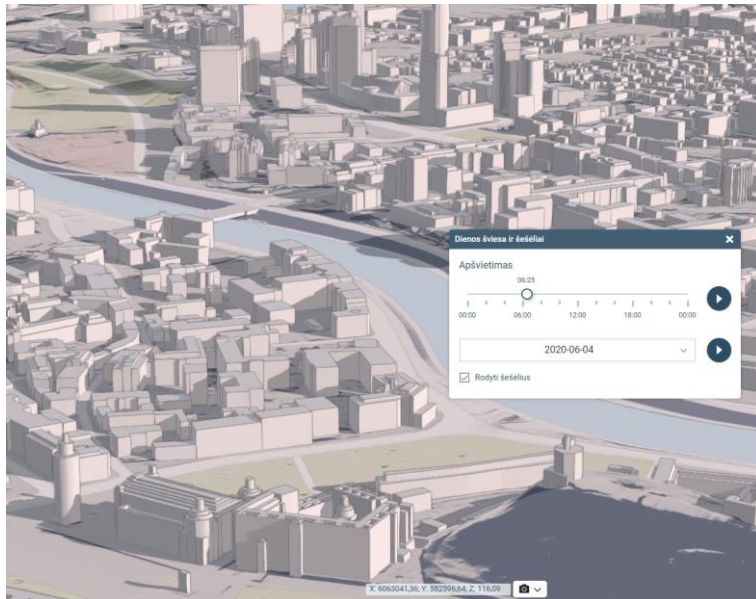 Dienos šviesa ir šešėliai
Apšvietimas
06:25
00:00 06:00 12:00 18:00 00:00
2020-06-04
Rodyti šešėlius
X: 6063041,36; Y: 582596,64; Z: 116,09